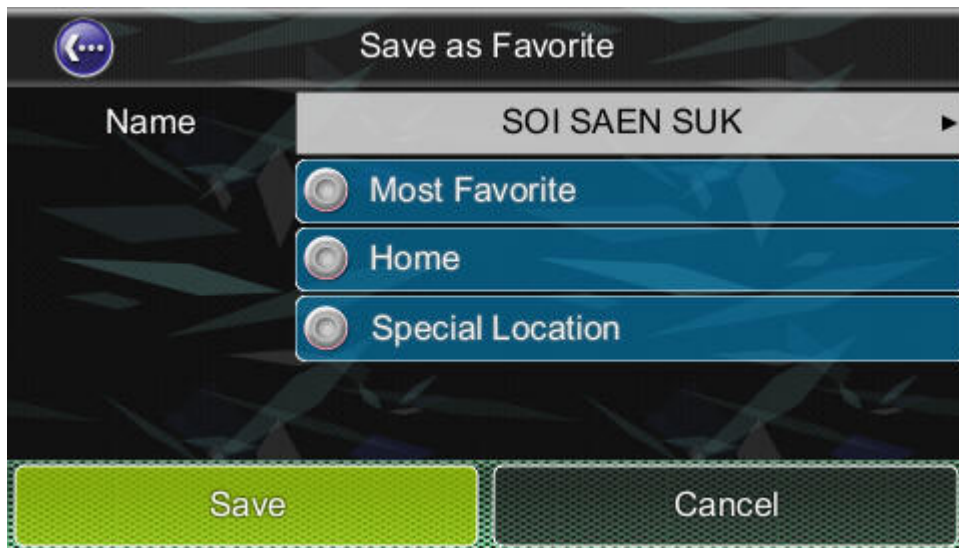 Save as Favorite
Name
SOI SAEN SUK
Most Favorite
Home
Special Location
Save
Cancel